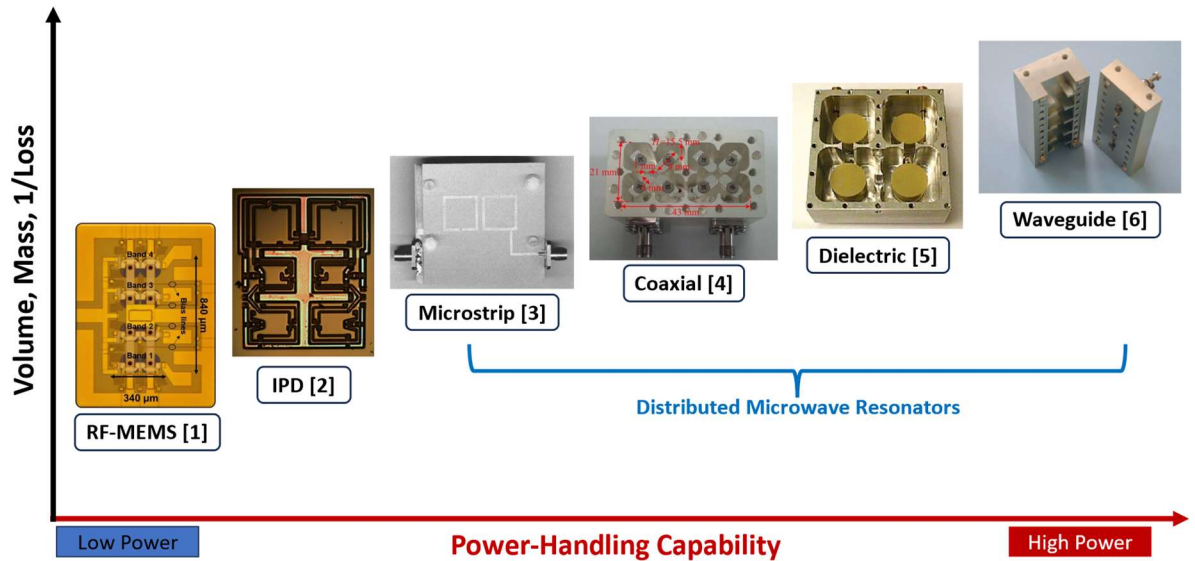 Volume, Mass, 1/Loss
Band 4
Band 3
Band 2
Band 1
Bias lines
840 µm
340 µm
RF-MEMS [1]
IPD [2]
Microstrip [3]
21 mm
43 mm
Coaxial [4]
Dielectric [5]
Waveguide [6]
Distributed Microwave Resonators
Low Power
Power-Handling Capability
High Power